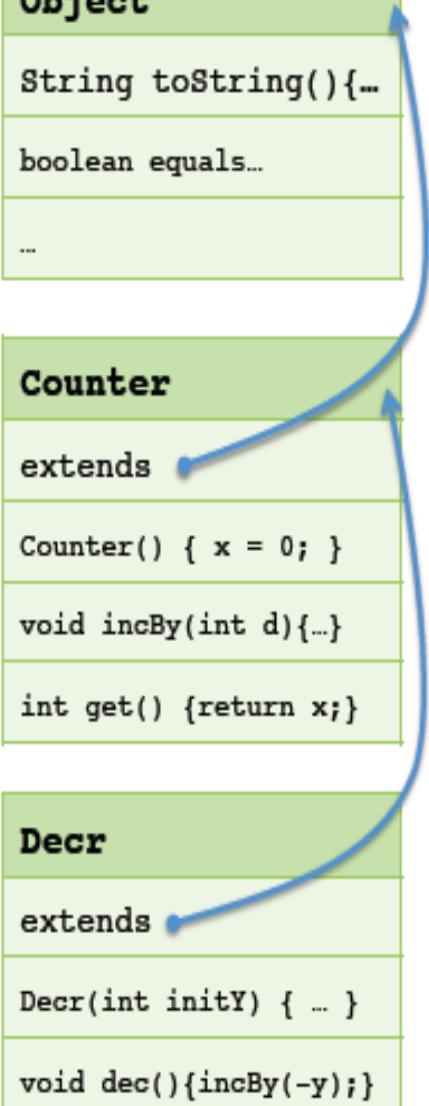 Object
String toString(){…
boolean equals…
…
Counter
extends
Counter() { x = 0; }
void incBy(int d){…}
int get() {return x;}
Decr
extends
Decr(int initY) { … }
void dec(){incBy(-y);}